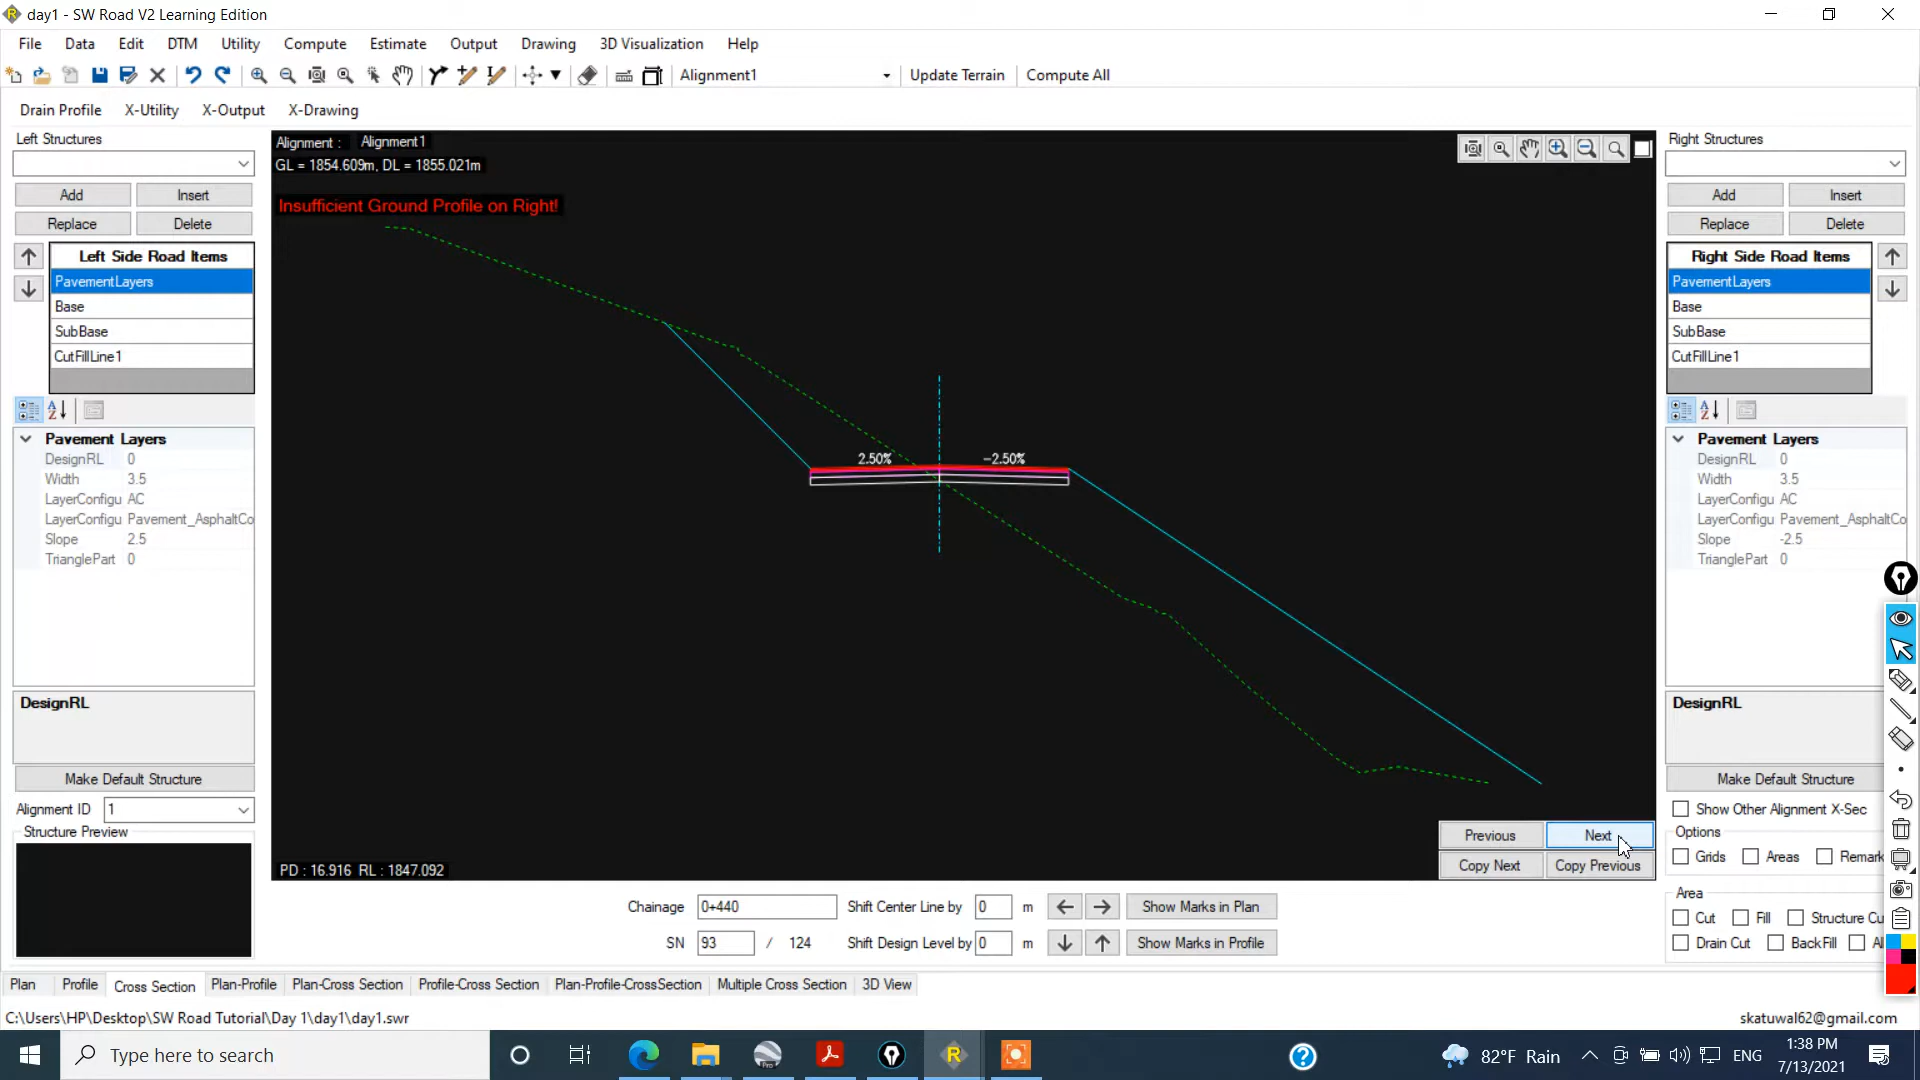 day1 - SW Road V2 Learning Edition
File Data Edit DTM Utility Compute Estimate Output Drawing 3D Visualization Help
Alignment1 Update Terrain Compute All
Drain Profile X-Utility X-Output X-Drawing
Left Structures
Add Insert
Replace Delete
Left Side Road Items
PavementLayers
Base
SubBase
CutFillLine1
Pavement Layers
DesignRL 0
Width 3.5
LayerConfigu AC
LayerConfigu Pavement_AsphaltCo
Slope 2.5
TrianglePart 0
DesignRL
Make Default Structure
Alignment ID 1
Structure Preview
Alignment : Alignment1
GL = 1854.609m, DL = 1855.021m
Insufficient Ground Profile on Right!
2.50% -2.50%
PD : 16.916 RL : 1847.092
Previous Next
Copy Next Copy Previous
Chainage 0+440 Shift Center Line by 0 m Show Marks in Plan
SN 93 / 124 Shift Design Level by 0 m Show Marks in Profile
Right Structures
Add Insert
Replace Delete
Right Side Road Items
PavementLayers
Base
SubBase
CutFillLine1
Pavement Layers
DesignRL 0
Width 3.5
LayerConfigu AC
LayerConfigu Pavement_AsphaltCo
Slope -2.5
TrianglePart 0
DesignRL
Make Default Structure
Show Other Alignment X-Sec
Options
Grids Areas Remark
Area
Cut Fill Structure Cu
Drain Cut BackFill Al
Plan Profile Cross Section Plan-Profile Plan-Cross Section Profile-Cross Section Plan-Profile-CrossSection Multiple Cross Section 3D View
C:\Users\HP\Desktop\SW Road Tutorial\Day 1\day1\day1.swr skatuwal62@gmail.com
Type here to search
82°F Rain ENG
1:38 PM
7/13/2021